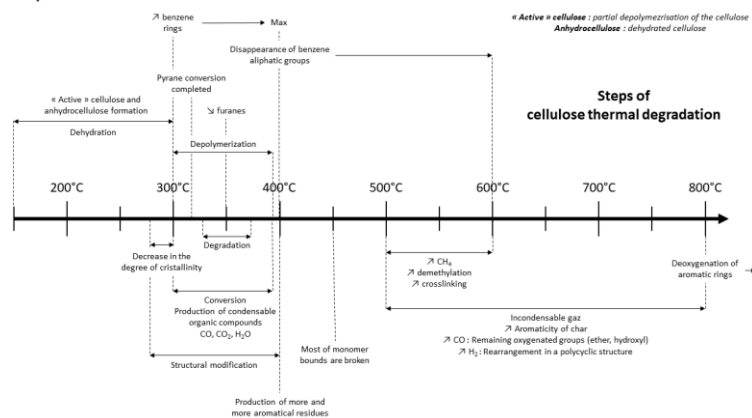 ↗ benzene
rings
Max
« Active » cellulose : partial depolymezrisation of the cellulose
Anhydrocellulose : dehydrated cellulose
Disappearance of benzene
aliphatic groups
Pyrane conversion
completed
Steps of
cellulose thermal degradation
« Active » cellulose and
anhydrocellulose formation
↘ furanes
Dehydration
Depolymerization
200°C
300°C
400°C
500°C
600°C
700°C
800°C
Degradation
Decrease in the
degree of cristallinity
↗ CH₄
↗ demethylation
↗ crosslinking
Deoxygenation of
aromatic rings
Conversion
Production of condensable
organic compounds
CO, CO₂, H₂O
Incondensable gaz
↗ Aromaticity of char
↗ CO : Remaining oxygenated groups (ether, hydroxyl)
↗ H₂ : Rearrangement in a polycyclic structure
Most of monomer
bounds are broken
Structural modification
Production of more and
more aromatical residues